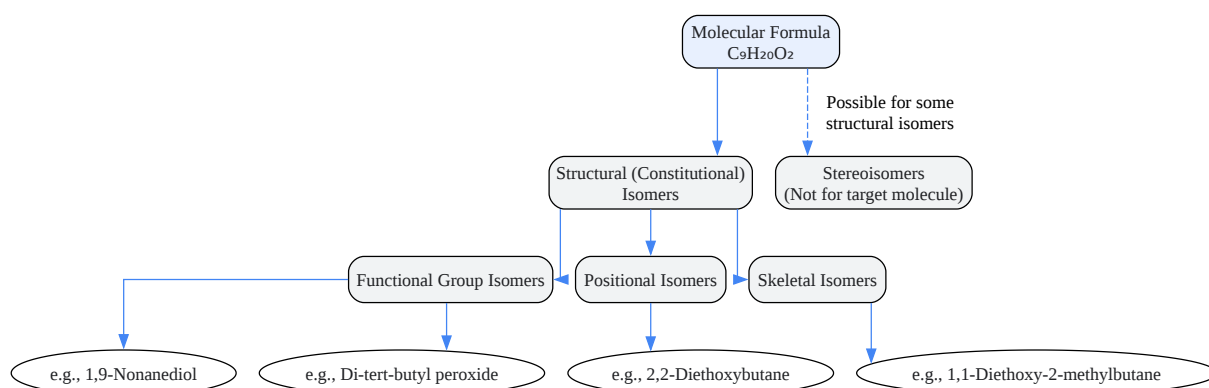 Molecular Formula
C₉H₂₀O₂
Possible for some
structural isomers
Structural (Constitutional)
Isomers
Stereoisomers
(Not for target molecule)
Functional Group Isomers
Positional Isomers
Skeletal Isomers
e.g., 1,9-Nonanediol
e.g., Di-tert-butyl peroxide
e.g., 2,2-Diethoxybutane
e.g., 1,1-Diethoxy-2-methylbutane